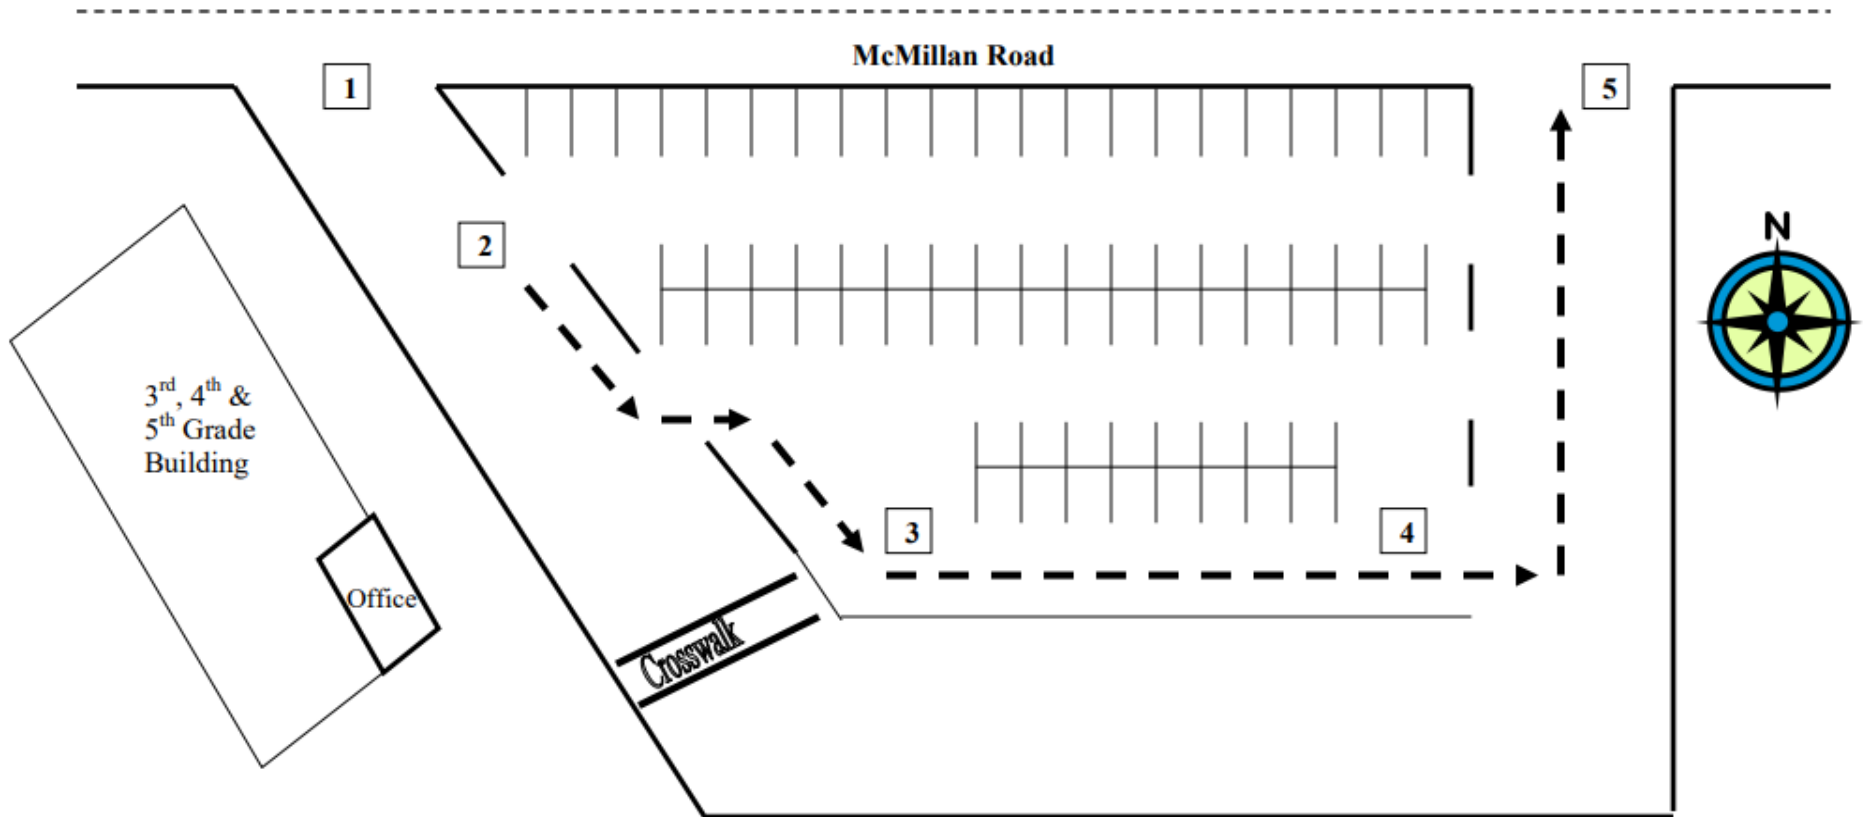 McMillan Road
1
5
N
2
3rd, 4th &
5th Grade
Building
3
4
Office
Crosswalk